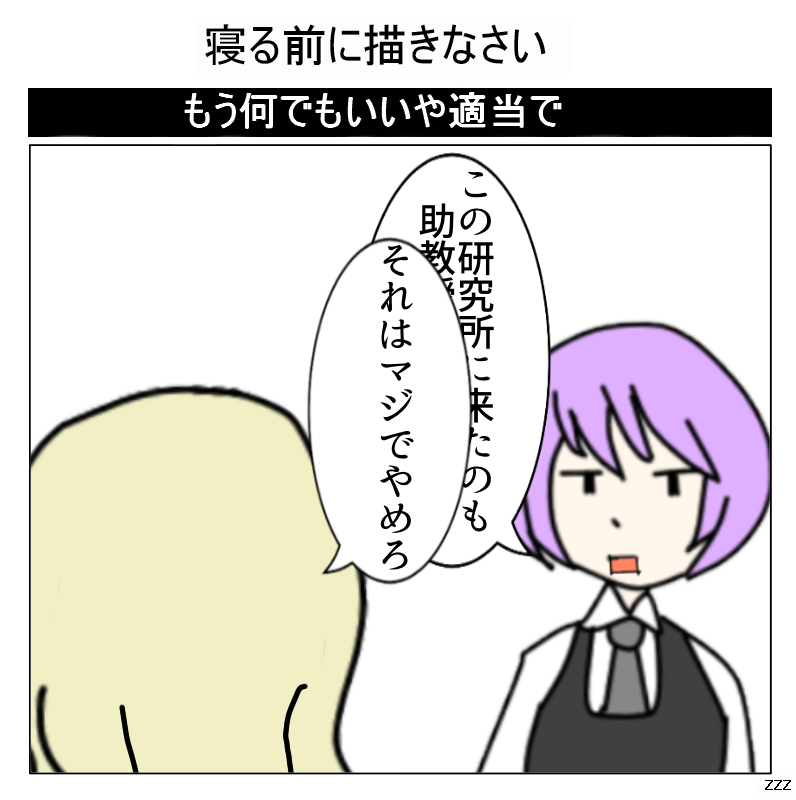 寝る前に描きなさい
もう何でもいいや適当で
この研究所に来たのも
助教
それはマジでやめろ
zzz